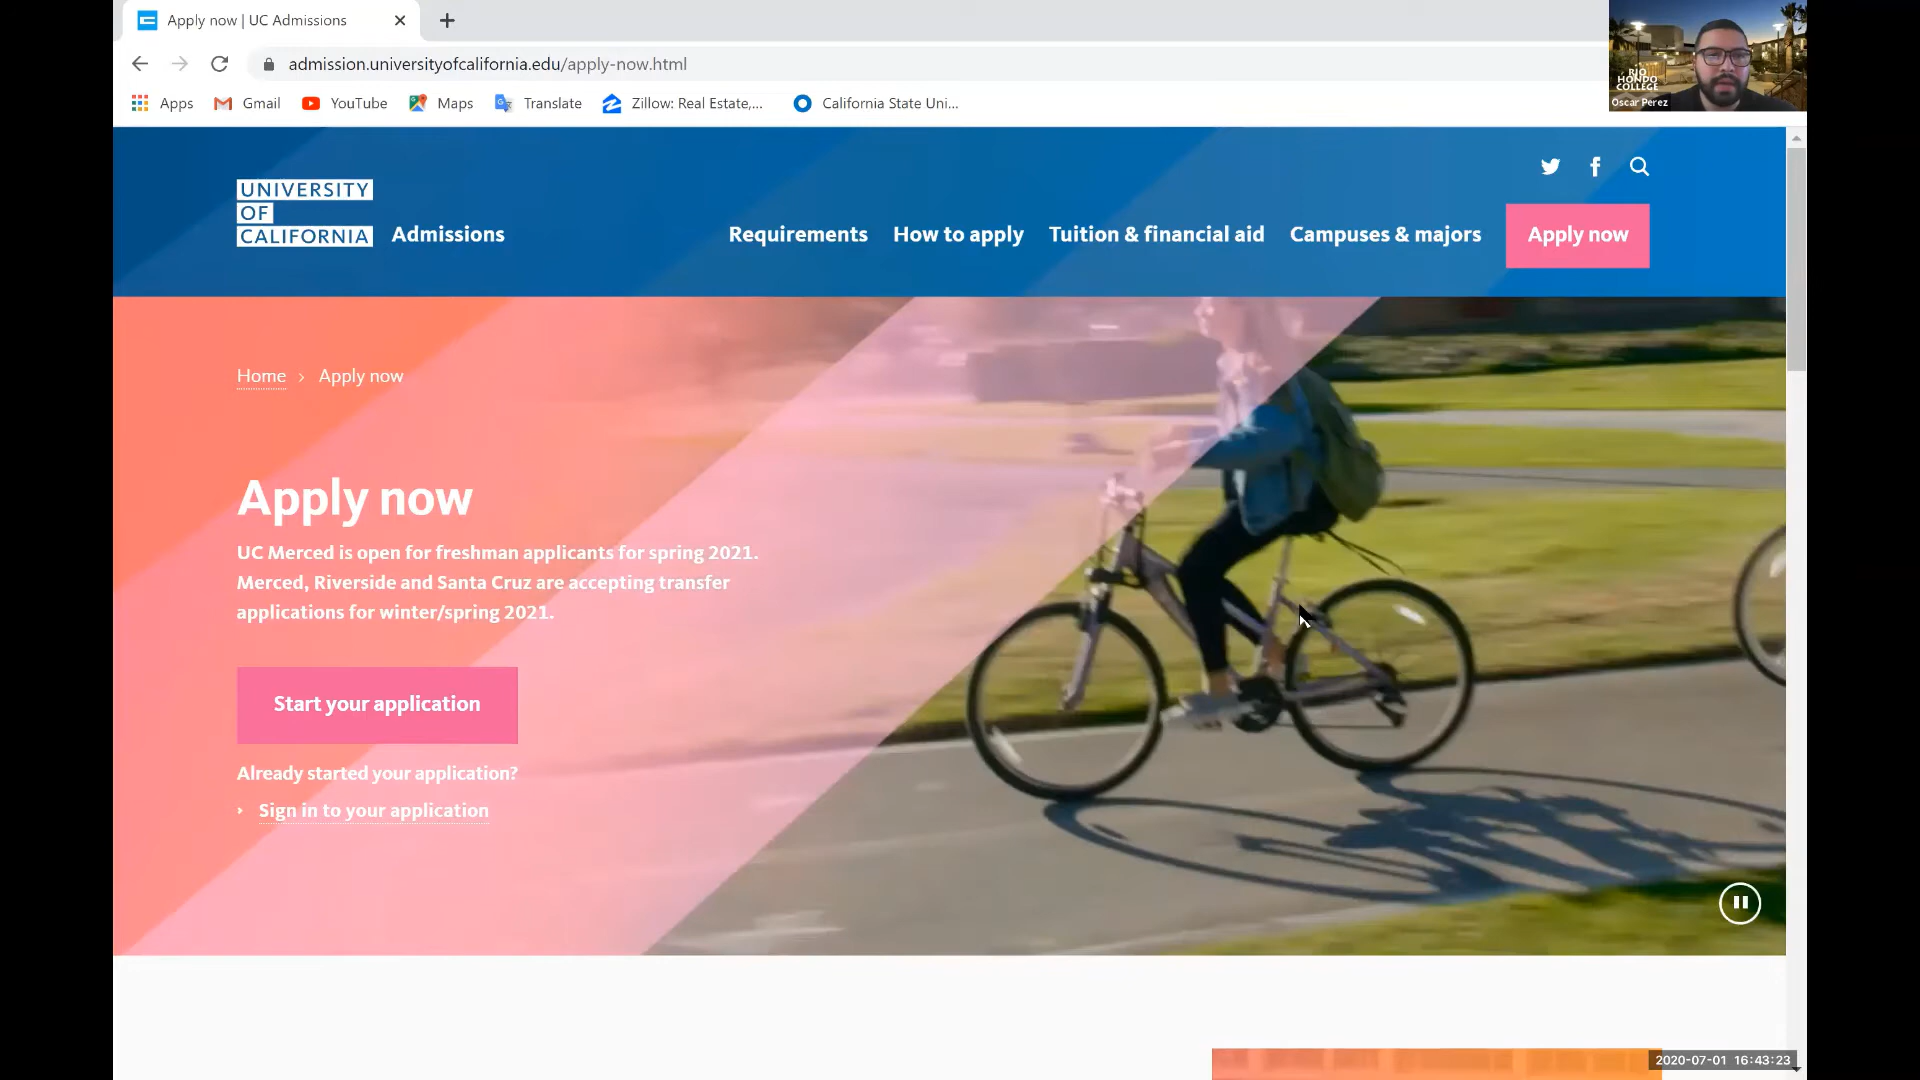 Apply now | UC Admissions
admission.universityofcalifornia.edu/apply-now.html
Apps
Gmail
YouTube
Maps
Translate
Zillow: Real Estate,...
California State Uni...
RIO
HONDO
COLLEGE
Oscar Perez
UNIVERSITY
OF
CALIFORNIA
Admissions
Requirements
How to apply
Tuition & financial aid
Campuses & majors
Apply now
Home › Apply now
Apply now
UC Merced is open for freshman applicants for spring 2021.
Merced, Riverside and Santa Cruz are accepting transfer
applications for winter/spring 2021.
Start your application
Already started your application?
Sign in to your application
2020-07-01 16:43:23